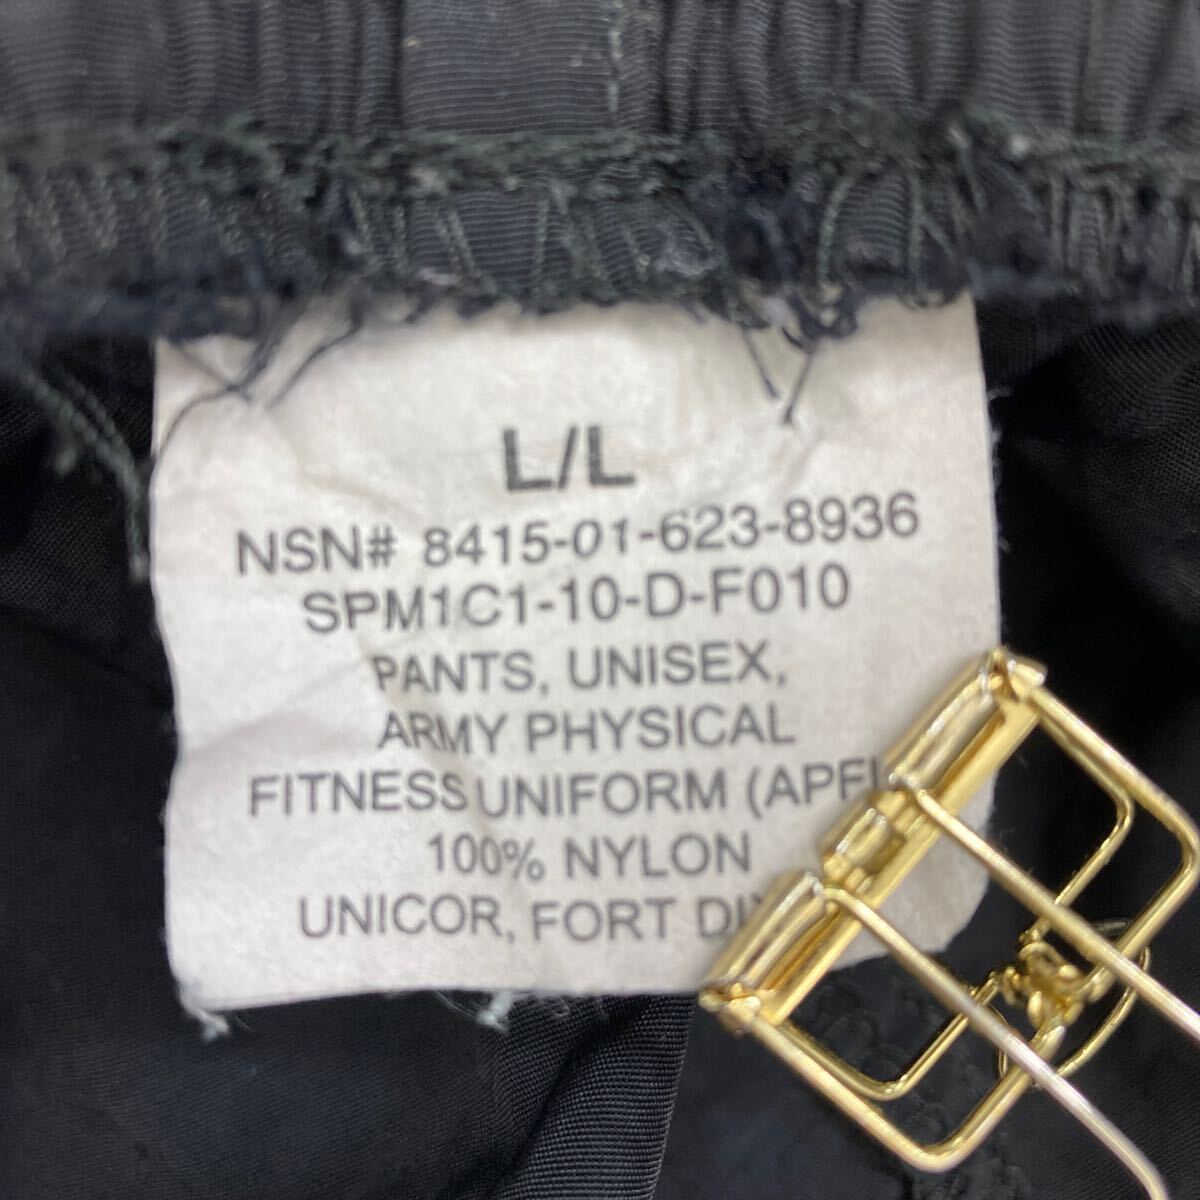 L/L
NSN# 8415-01-623-8936
SPM1C1-10-D-F010
PANTS, UNISEX,
ARMY PHYSICAL
FITNESS UNIFORM
100% NYLON
UNICOR, FORT